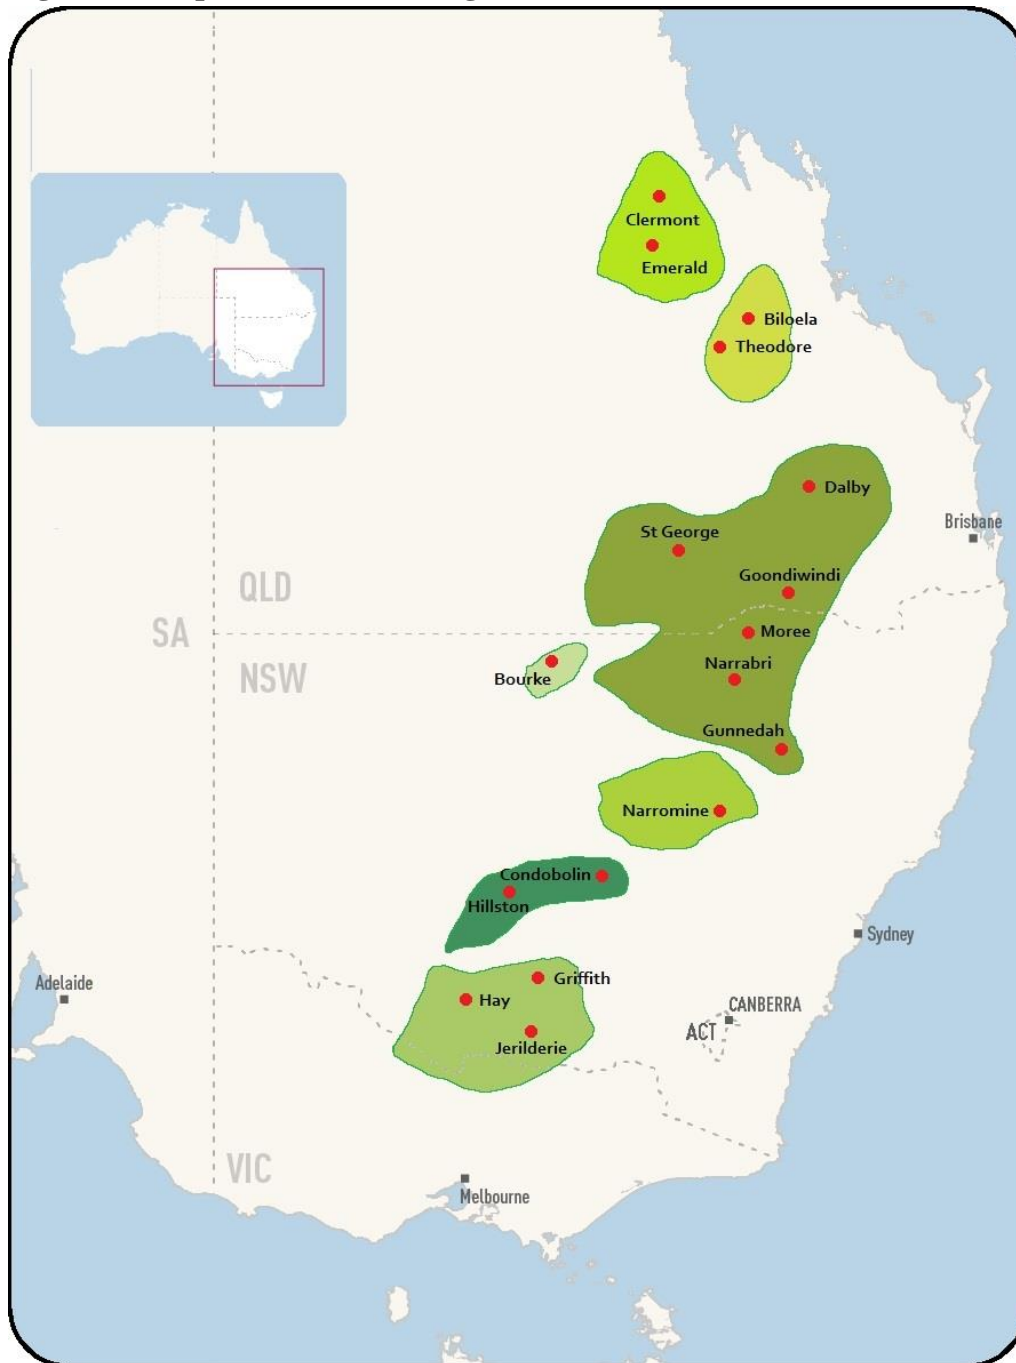 Clermont
Emerald
Biloela
Theodore
Dalby
St George
Brisbane
Goondiwindi
QLD
SA
Moree
NSW
Narrabri
Bourke
Gunnedah
Narromine
Condobolin
Hillston
Sydney
Adelaide
Griffith
Hay
CANBERRA
ACT
Jerilderie
VIC
Melbourne